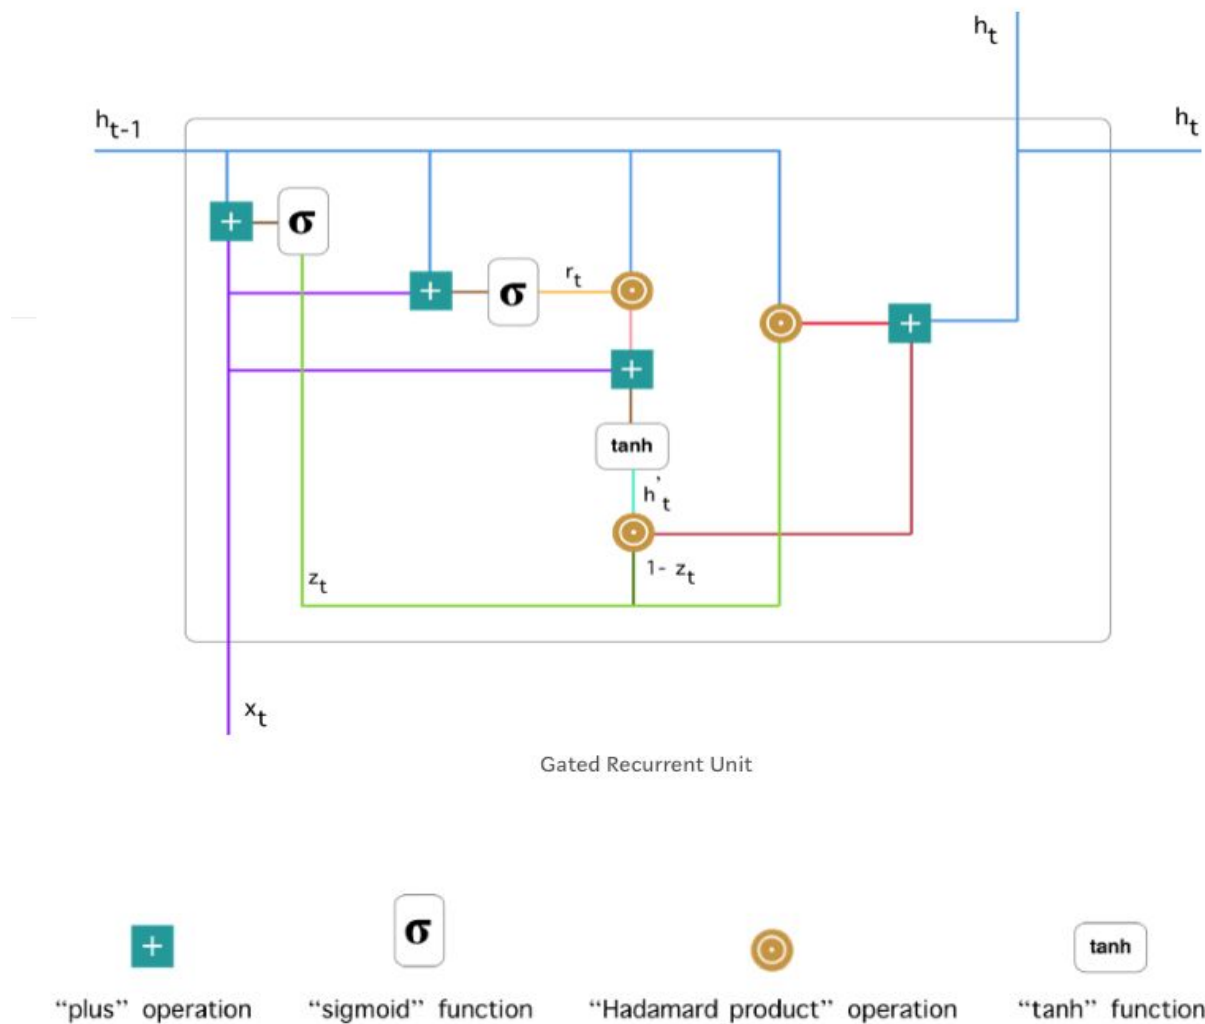 h_t
h_t-1
h_t
+
σ
+
σ
r_t
+
+
tanh
h'_t
1- z_t
z_t
x_t
Gated Recurrent Unit
+
σ
tanh
“plus” operation
“sigmoid” function
“Hadamard product” operation
“tanh” function